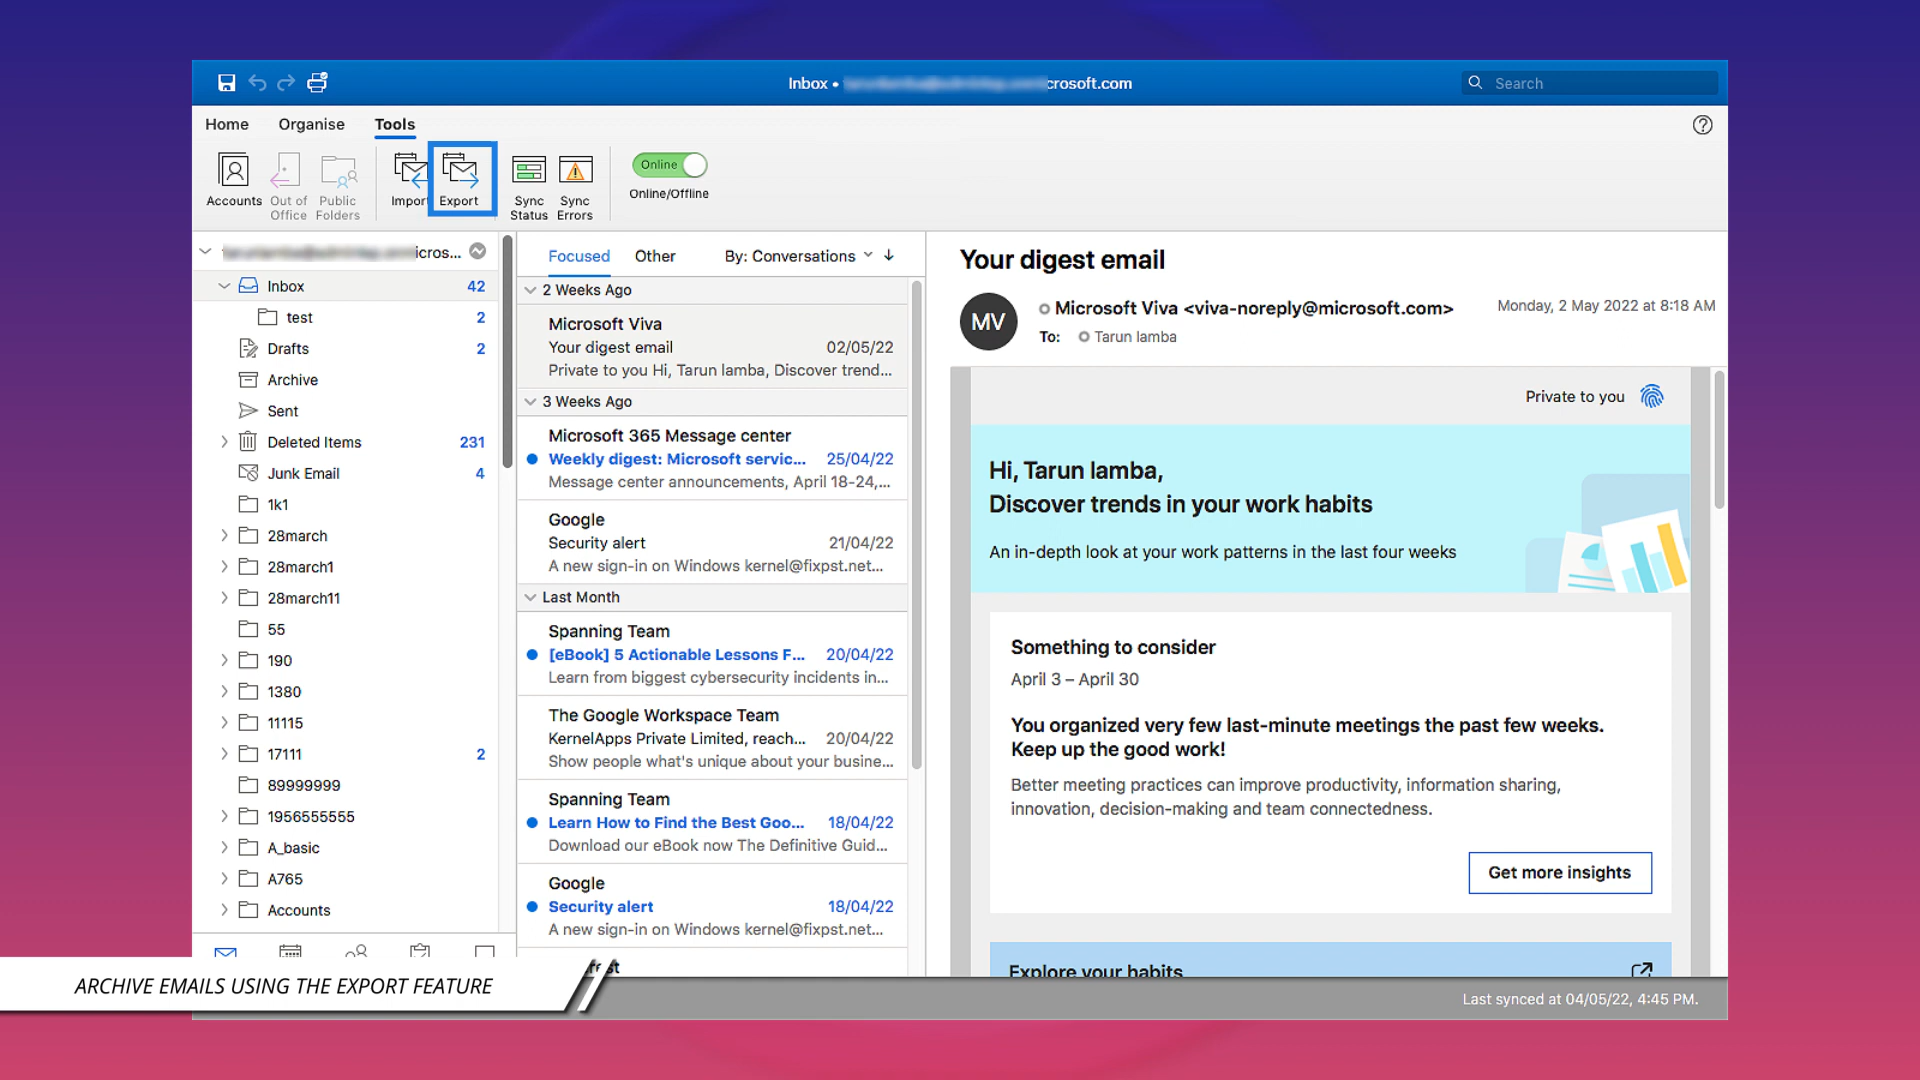 Inbox • crosoft.com
Search
Home Organise Tools
Accounts
Out of Office
Public Folders
Import
Export
Sync Status
Sync Errors
Online
Online/Offline
icros...
Inbox 42
test 2
Drafts 2
Archive
Sent
Deleted Items 231
Junk Email 4
1k1
28march
28march1
28march11
55
190
1380
11115
17111 2
89999999
1956555555
A_basic
A765
Accounts
Focused Other By: Conversations
2 Weeks Ago
Microsoft Viva
Your digest email 02/05/22
Private to you Hi, Tarun lamba, Discover trend...
3 Weeks Ago
Microsoft 365 Message center
Weekly digest: Microsoft servic... 25/04/22
Message center announcements, April 18-24,...
Google
Security alert 21/04/22
A new sign-in on Windows kernel@fixpst.net...
Last Month
Spanning Team
[eBook] 5 Actionable Lessons F... 20/04/22
Learn from biggest cybersecurity incidents in...
The Google Workspace Team
KernelApps Private Limited, reach... 20/04/22
Show people what's unique about your busine...
Spanning Team
Learn How to Find the Best Goo... 18/04/22
Download our eBook now The Definitive Guid...
Google
Security alert 18/04/22
A new sign-in on Windows kernel@fixpst.net...
Your digest email
MV
Microsoft Viva <viva-noreply@microsoft.com>
Monday, 2 May 2022 at 8:18 AM
To: Tarun lamba
Private to you
Hi, Tarun lamba,
Discover trends in your work habits
An in-depth look at your work patterns in the last four weeks
Something to consider
April 3 – April 30
You organized very few last-minute meetings the past few weeks.
Keep up the good work!
Better meeting practices can improve productivity, information sharing,
innovation, decision-making and team connectedness.
Get more insights
Explore your habits
ARCHIVE EMAILS USING THE EXPORT FEATURE
Last synced at 04/05/22, 4:45 PM.